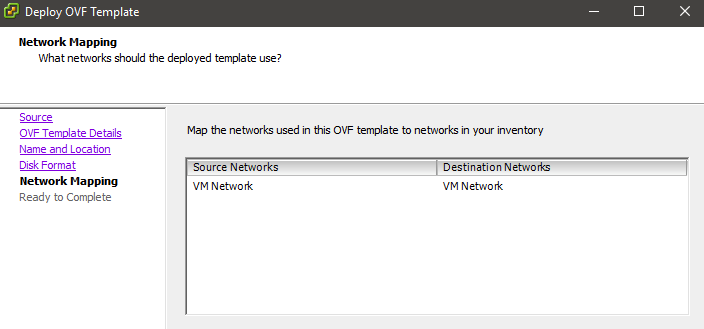 Deploy OVF Template
Network Mapping
What networks should the deployed template use?
Source
OVF Template Details
Name and Location
Disk Format
Network Mapping
Ready to Complete
Map the networks used in this OVF template to networks in your inventory
Source Networks Destination Networks
VM Network VM Network